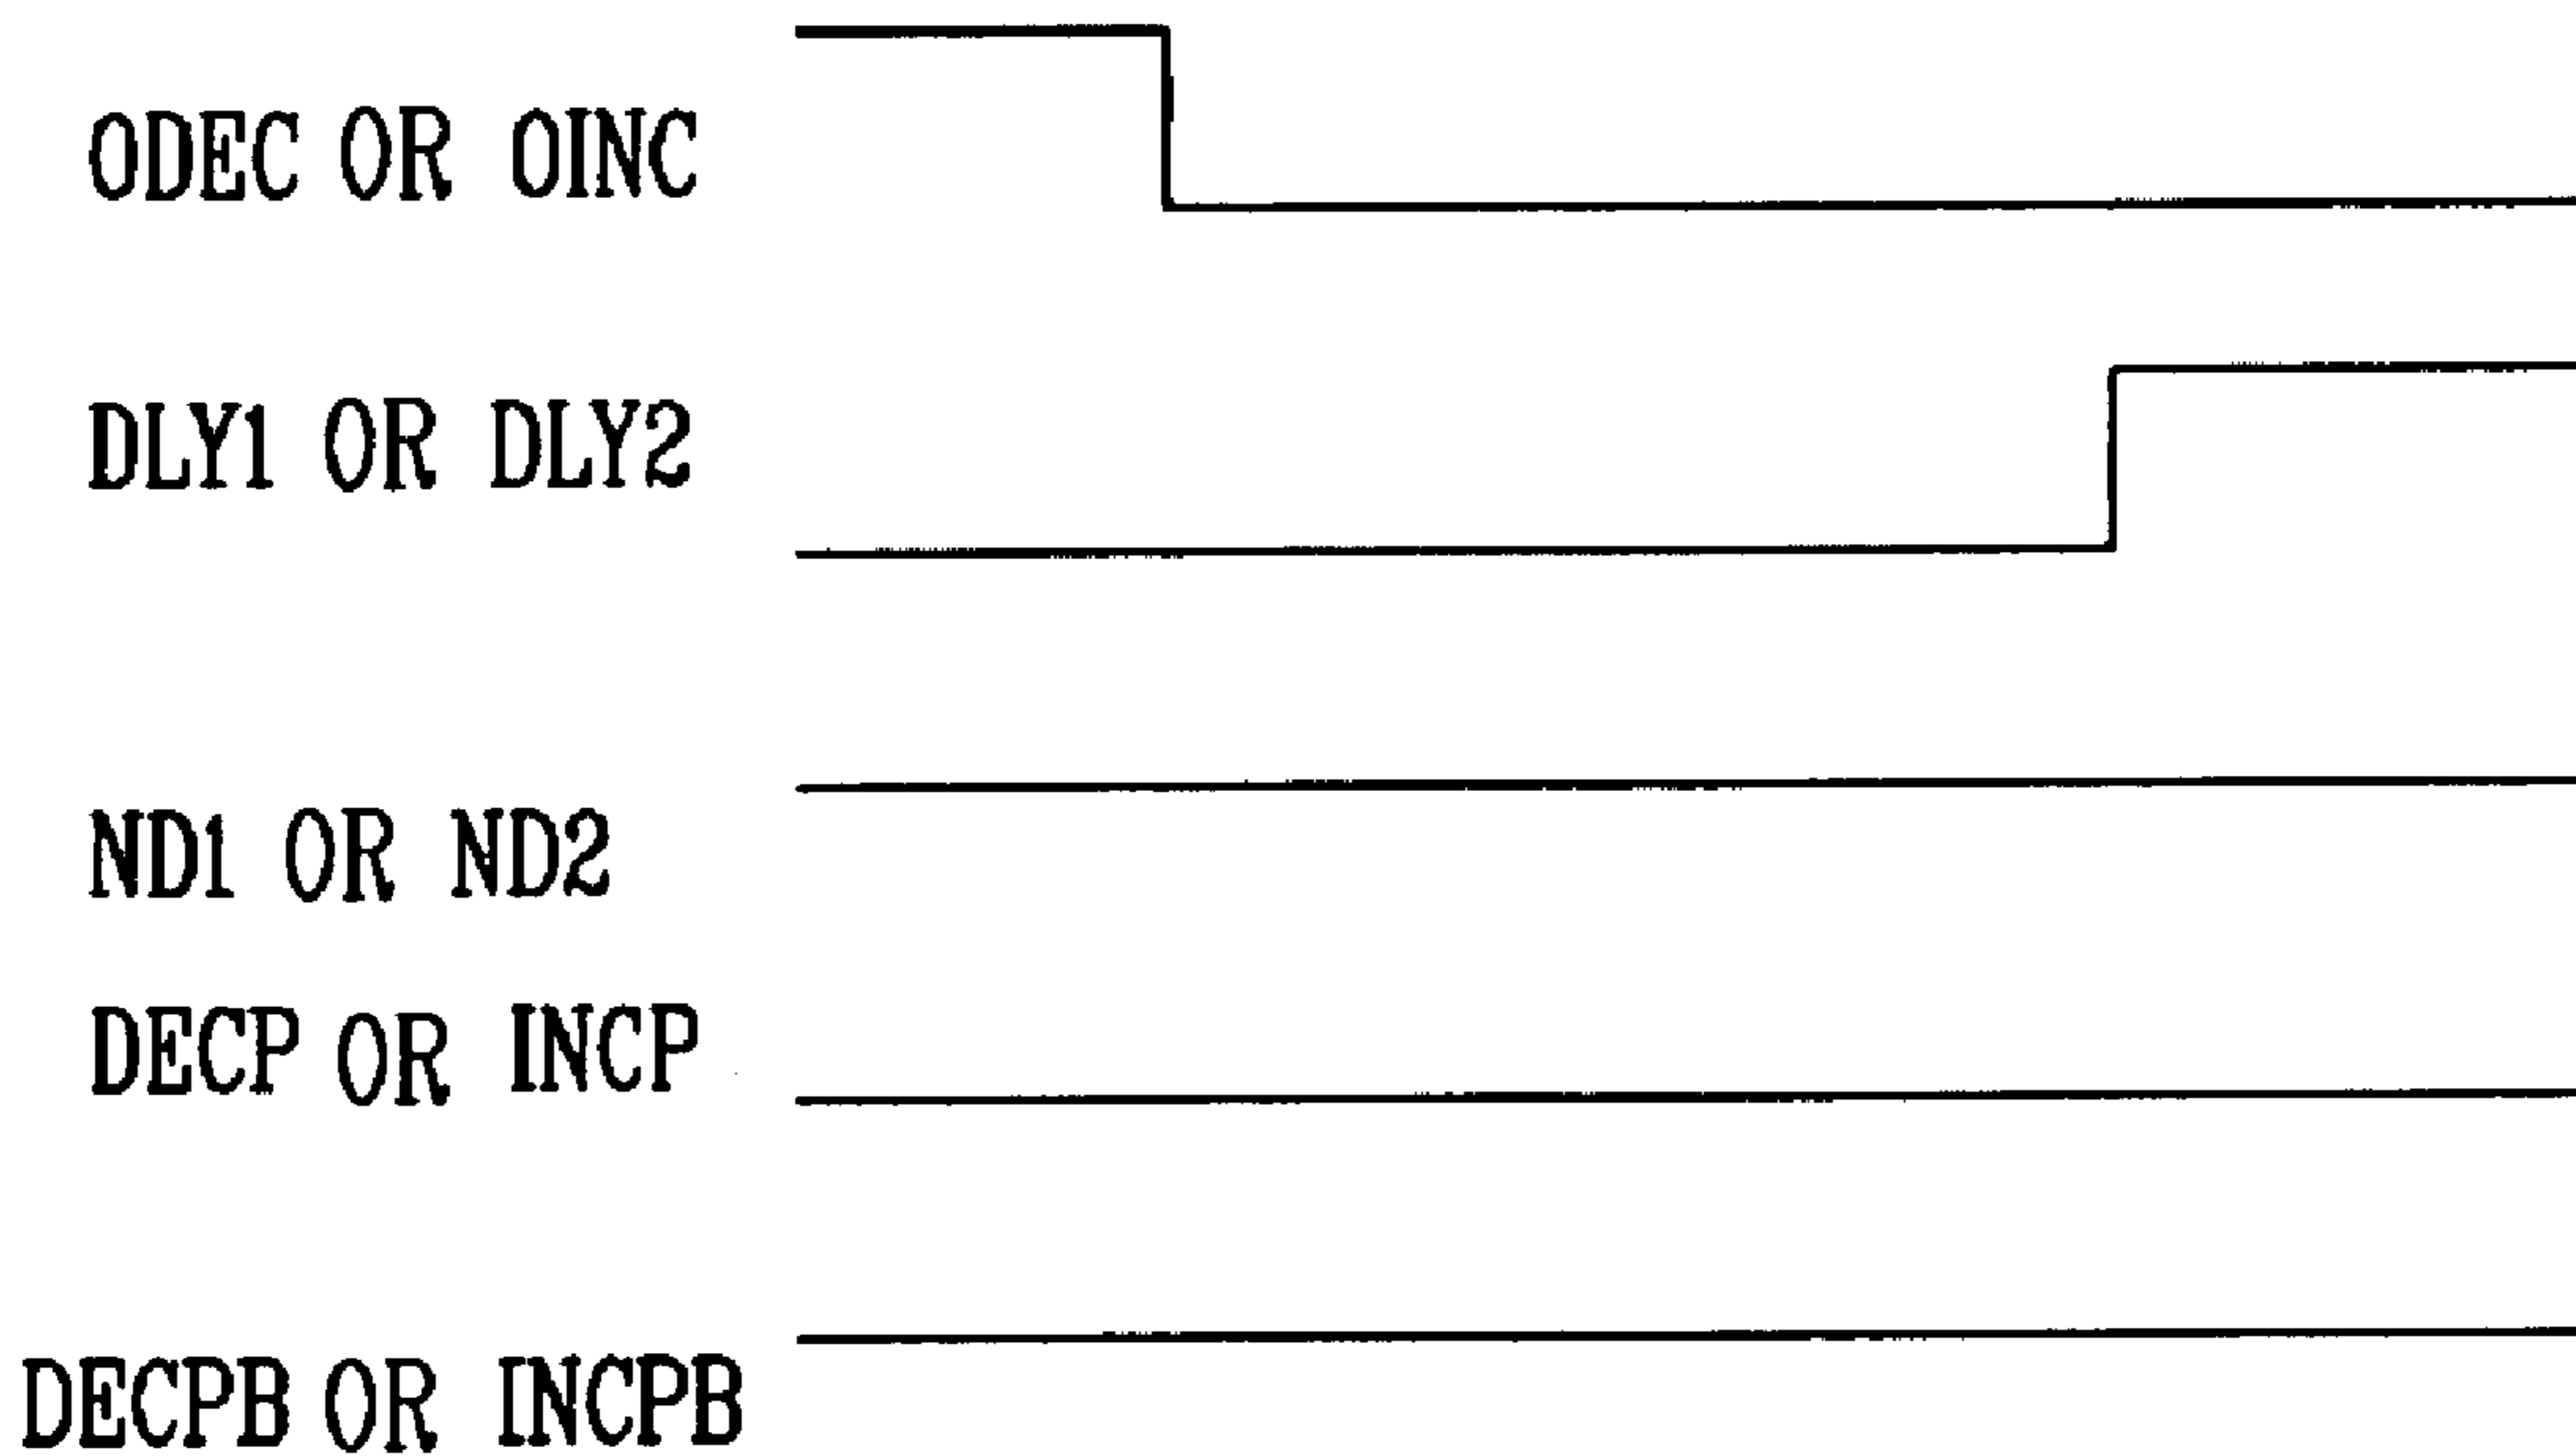 ODEC OR OINC
DLY1 OR DLY2
ND1 OR ND2
DECP OR INCP
DECPB OR INCPB